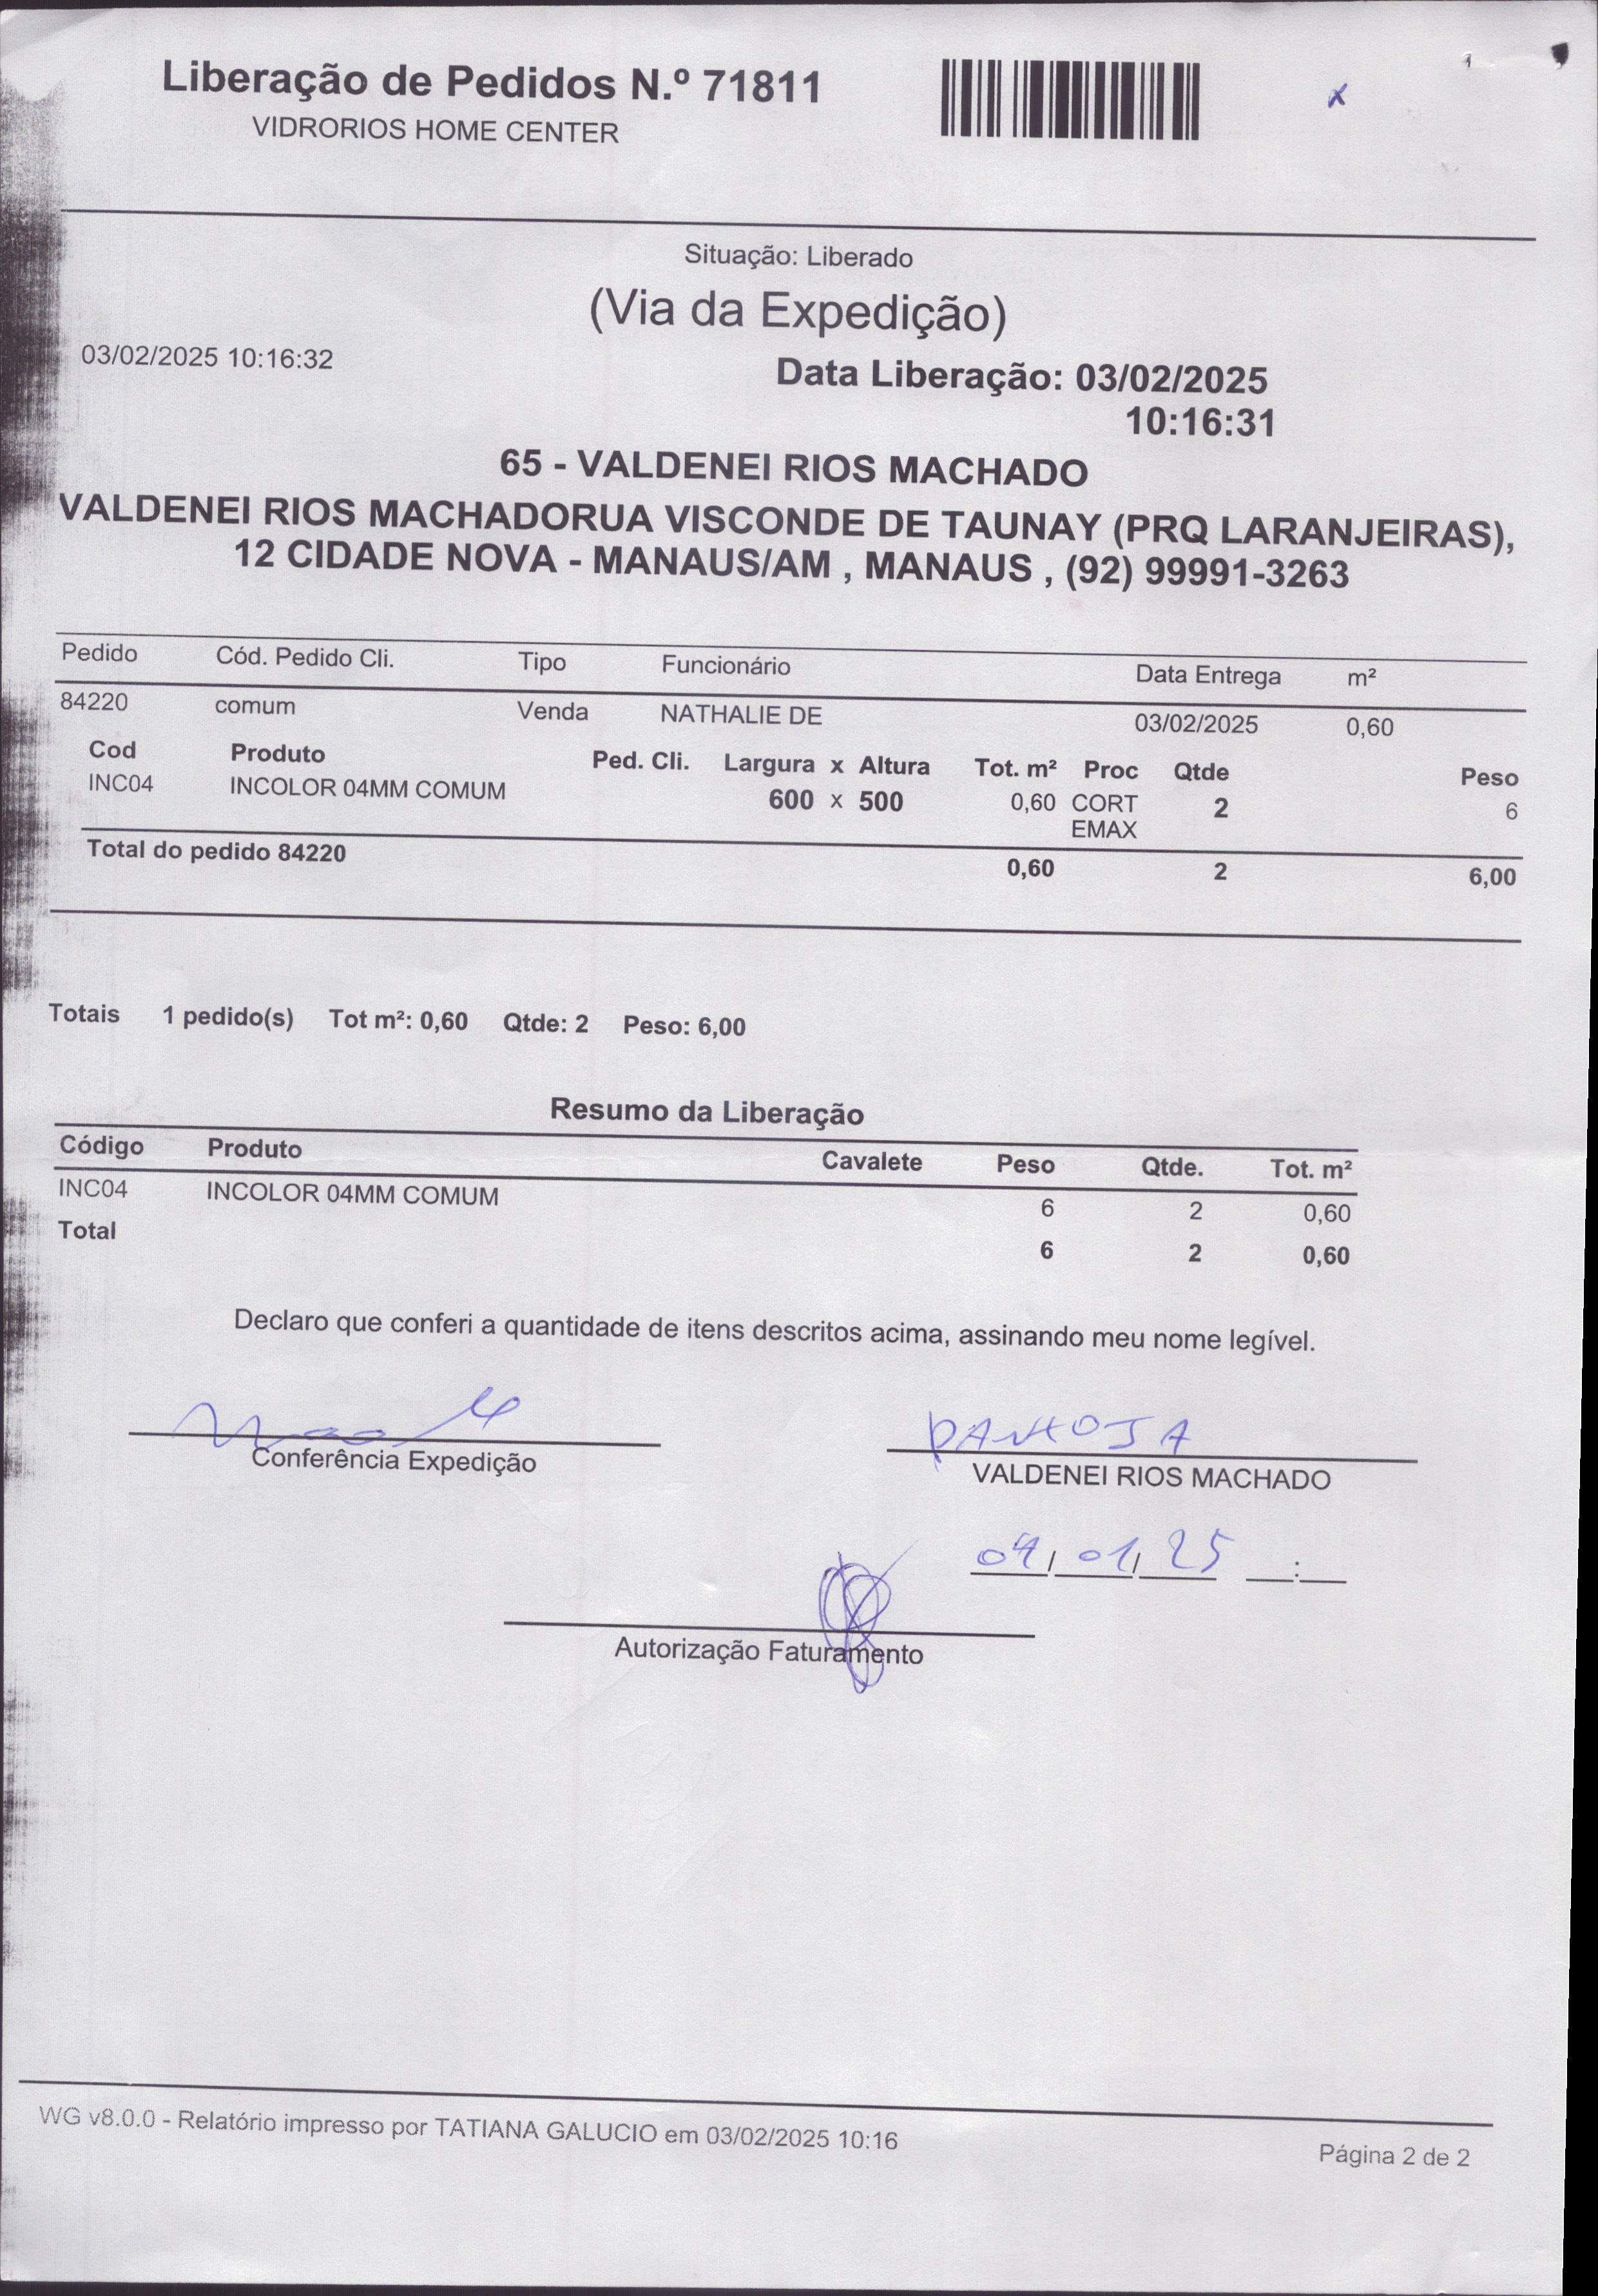 Liberação de Pedidos N.º 71811
VIDRORIOS HOME CENTER
x
Situação: Liberado
(Via da Expedição)
03/02/2025 10:16:32
Data Liberação: 03/02/2025
10:16:31
65 - VALDENEI RIOS MACHADO
VALDENEI RIOS MACHADORUA VISCONDE DE TAUNAY (PRQ LARANJEIRAS),
12 CIDADE NOVA - MANAUS/AM , MANAUS , (92) 99991-3263
Pedido Cód. Pedido Cli. Tipo Funcionário Data Entrega m²
84220 comum Venda NATHALIE DE 03/02/2025 0,60
Cod Produto Ped. Cli. Largura x Altura Tot. m² Proc Qtde Peso
INC04 INCOLOR 04MM COMUM 600 x 500 0,60 CORT 2 6
EMAX
Total do pedido 84220 0,60 2 6,00
Totais 1 pedido(s) Tot m²: 0,60 Qtde: 2 Peso: 6,00
Resumo da Liberação
Código Produto Cavalete Peso Qtde. Tot. m²
INC04 INCOLOR 04MM COMUM 6 2 0,60
Total 6 2 0,60
Declaro que conferi a quantidade de itens descritos acima, assinando meu nome legível.
PANTOJA
Conferência Expedição VALDENEI RIOS MACHADO
04/01/25 __:__
Autorização Faturamento
WG v8.0.0 - Relatório impresso por TATIANA GALUCIO em 03/02/2025 10:16
Página 2 de 2